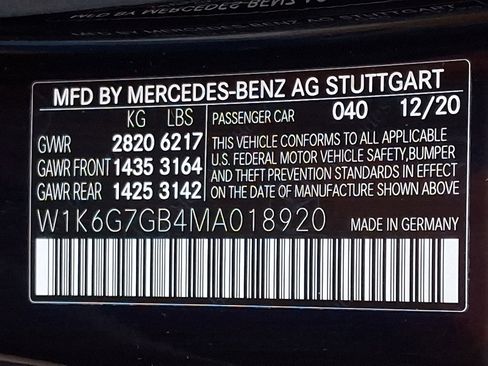 MFD BY MERCEDES-BENZ AG STUTTGART
KG LBS PASSENGER CAR 040 12/20
GVWR 2820 6217
GAWR FRONT 1435 3164
GAWR REAR 1425 3142
THIS VEHICLE CONFORMS TO ALL APPLICABLE
U.S. FEDERAL MOTOR VEHICLE SAFETY, BUMPER
AND THEFT PREVENTION STANDARDS IN EFFECT
ON THE DATE OF MANUFACTURE SHOWN ABOVE
W1K6G7GB4MA018920 MADE IN GERMANY